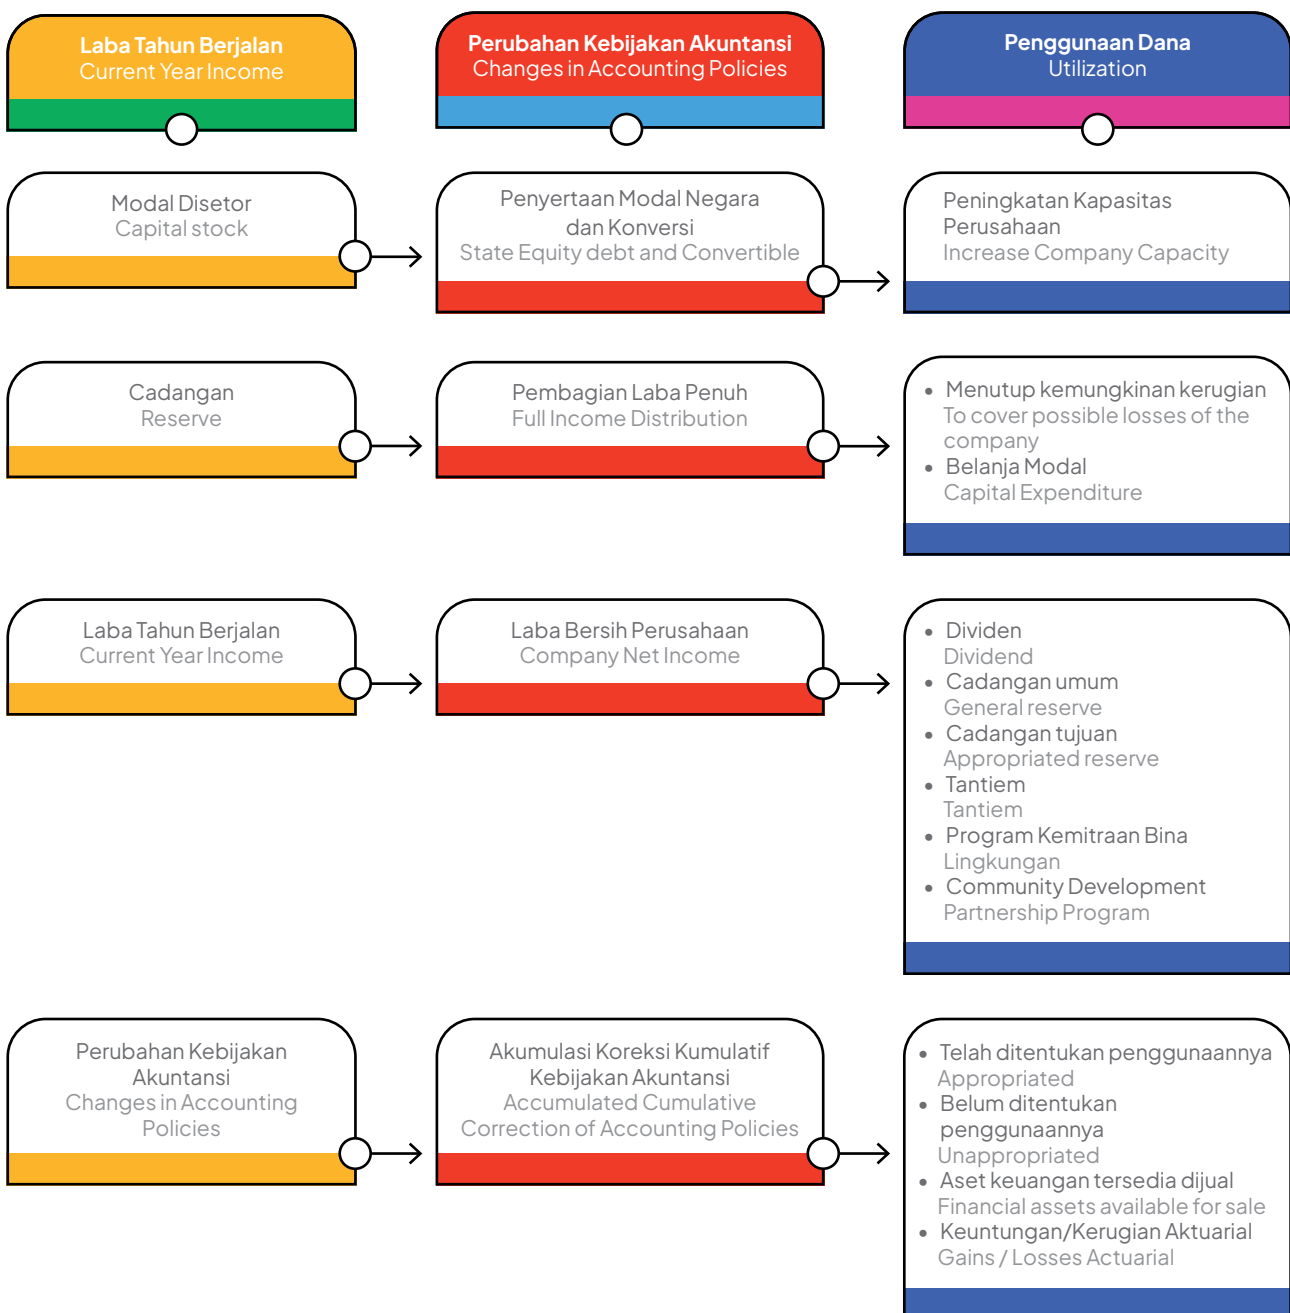 Laba Tahun Berjalan
Current Year Income
Perubahan Kebijakan Akuntansi
Changes in Accounting Policies
Penggunaan Dana
Utilization
Modal Disetor
Capital stock
Penyertaan Modal Negara
dan Konversi
State Equity debt and Convertible
Peningkatan Kapasitas
Perusahaan
Increase Company Capacity
Cadangan
Reserve
Pembagian Laba Penuh
Full Income Distribution
• Menutup kemungkinan kerugian
To cover possible losses of the
company
• Belanja Modal
Capital Expenditure
Laba Tahun Berjalan
Current Year Income
Laba Bersih Perusahaan
Company Net Income
• Dividen
Dividend
• Cadangan umum
General reserve
• Cadangan tujuan
Appropriated reserve
• Tantiem
Tantiem
• Program Kemitraan Bina
Lingkungan
• Community Development
Partnership Program
Perubahan Kebijakan
Akuntansi
Changes in Accounting
Policies
Akumulasi Koreksi Kumulatif
Kebijakan Akuntansi
Accumulated Cumulative
Correction of Accounting Policies
• Telah ditentukan penggunaannya
Appropriated
• Belum ditentukan
penggunaannya
Unappropriated
• Aset keuangan tersedia dijual
Financial assets available for sale
• Keuntungan/Kerugian Aktuarial
Gains / Losses Actuarial